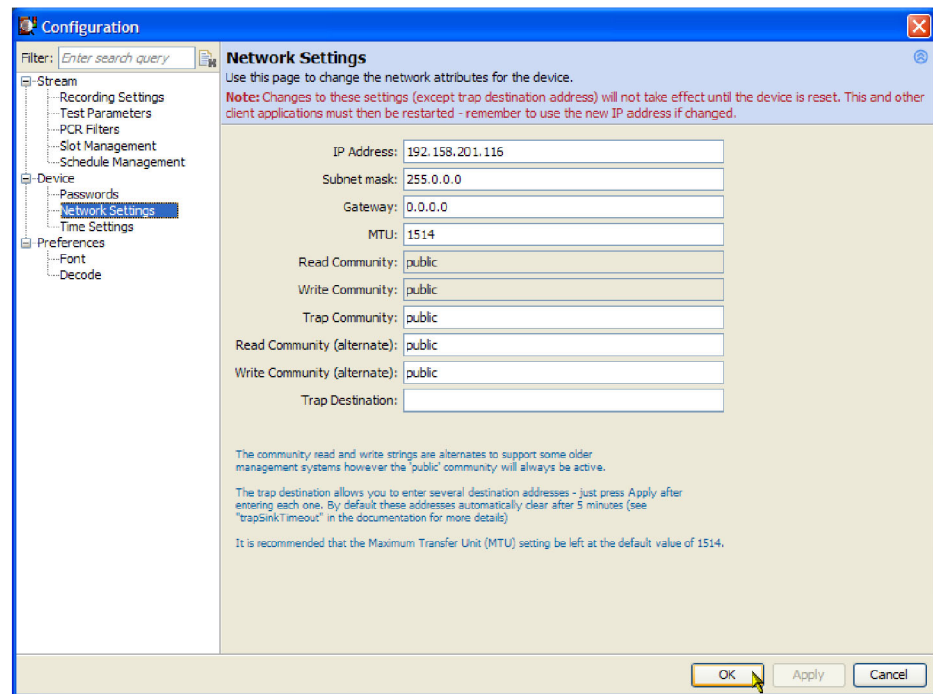 Configuration
Filter: Enter search query
Stream
Recording Settings
Test Parameters
PCR Filters
Slot Management
Schedule Management
Device
Passwords
Network Settings
Time Settings
Preferences
Font
Decode
Network Settings
Use this page to change the network attributes for the device.
Note: Changes to these settings (except trap destination address) will not take effect until the device is reset. This and other
client applications must then be restarted - remember to use the new IP address if changed.
IP Address: 192.158.201.116
Subnet mask: 255.0.0.0
Gateway: 0.0.0.0
MTU: 1514
Read Community: public
Write Community: public
Trap Community: public
Read Community (alternate): public
Write Community (alternate): public
Trap Destination:
The community read and write strings are alternates to support some older
management systems however the 'public' community will always be active.
The trap destination allows you to enter several destination addresses - just press Apply after
entering each one. By default these addresses automatically clear after 5 minutes (see
"trapSinkTimeout" in the documentation for more details)
It is recommended that the Maximum Transfer Unit (MTU) setting be left at the default value of 1514.
OK Apply Cancel